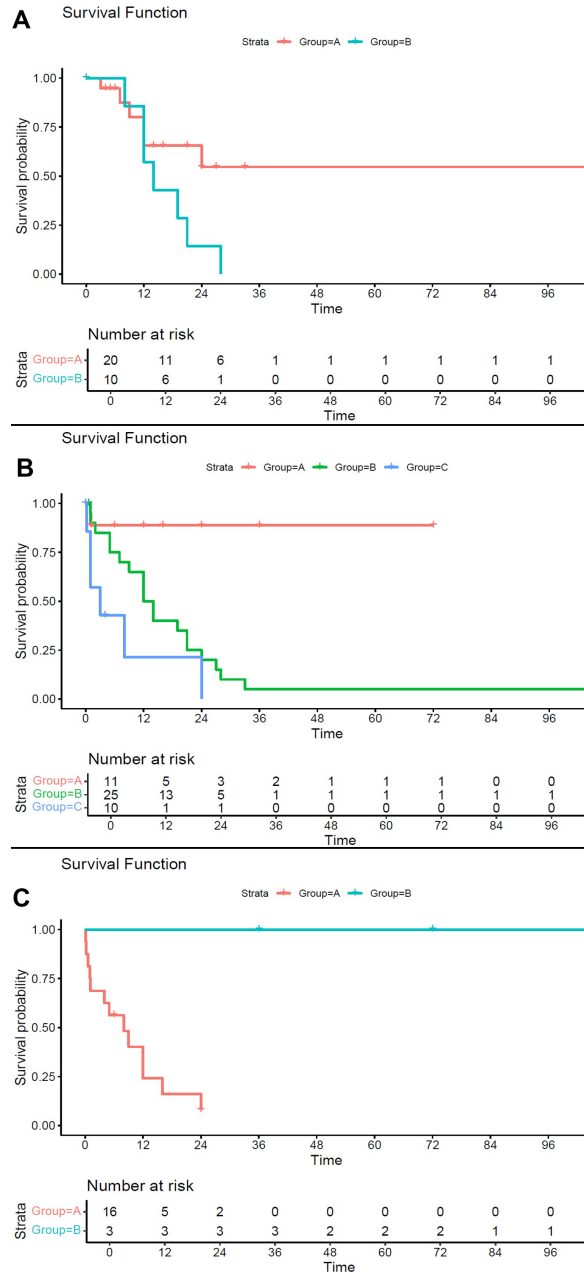 A
Survival Function
Strata Group=A Group=B
1.00
0.75
0.50
0.25
0.00
Survival probability
0 12 24 36 48 60 72 84 96
Time
Number at risk
Strata
Group=A 20 11 6 1 1 1 1 1 1
Group=B 10 6 1 0 0 0 0 0 0
0 12 24 36 48 60 72 84 96
Time
Survival Function
B
Strata Group=A Group=B Group=C
1.00
0.75
0.50
0.25
0.00
Survival probability
0 12 24 36 48 60 72 84 96
Time
Number at risk
Strata
Group=A 11 5 3 2 1 1 1 0 0
Group=B 25 13 5 1 1 1 1 1 1
Group=C 10 1 1 0 0 0 0 0 0
0 12 24 36 48 60 72 84 96
Time
Survival Function
C
Strata Group=A Group=B
1.00
0.75
0.50
0.25
0.00
Survival probability
0 12 24 36 48 60 72 84 96
Time
Number at risk
Strata
Group=A 16 5 2 0 0 0 0 0 0
Group=B 3 3 3 3 2 2 2 1 1
0 12 24 36 48 60 72 84 96
Time